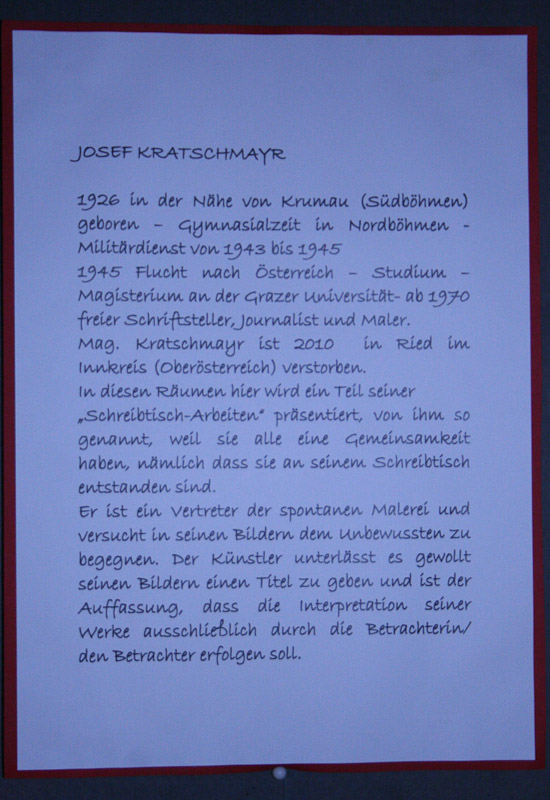 JOSEF KRATSCHMAYR
1926 in der Nähe von Krumau (Südböhmen)
geboren – Gymnasialzeit in Nordböhmen -
Militärdienst von 1943 bis 1945
1945 Flucht nach Österreich – Studium –
Magisterium an der Grazer Universität- ab 1970
freier Schriftsteller, Journalist und Maler.
Mag. Kratschmayr ist 2010 in Ried im
Innkreis (Oberösterreich) verstorben.
In diesen Räumen hier wird ein Teil seiner
„Schreibtisch-Arbeiten“ präsentiert, von ihm so
genannt, weil sie alle eine Gemeinsamkeit
haben, nämlich dass sie an seinem Schreibtisch
entstanden sind.
Er ist ein Vertreter der spontanen Malerei und
versucht in seinen Bildern dem Unbewussten zu
begegnen. Der Künstler unterlässt es gewollt
seinen Bildern einen Titel zu geben und ist der
Auffassung, dass die Interpretation seiner
Werke ausschließlich durch die Betrachterin/
den Betrachter erfolgen soll.